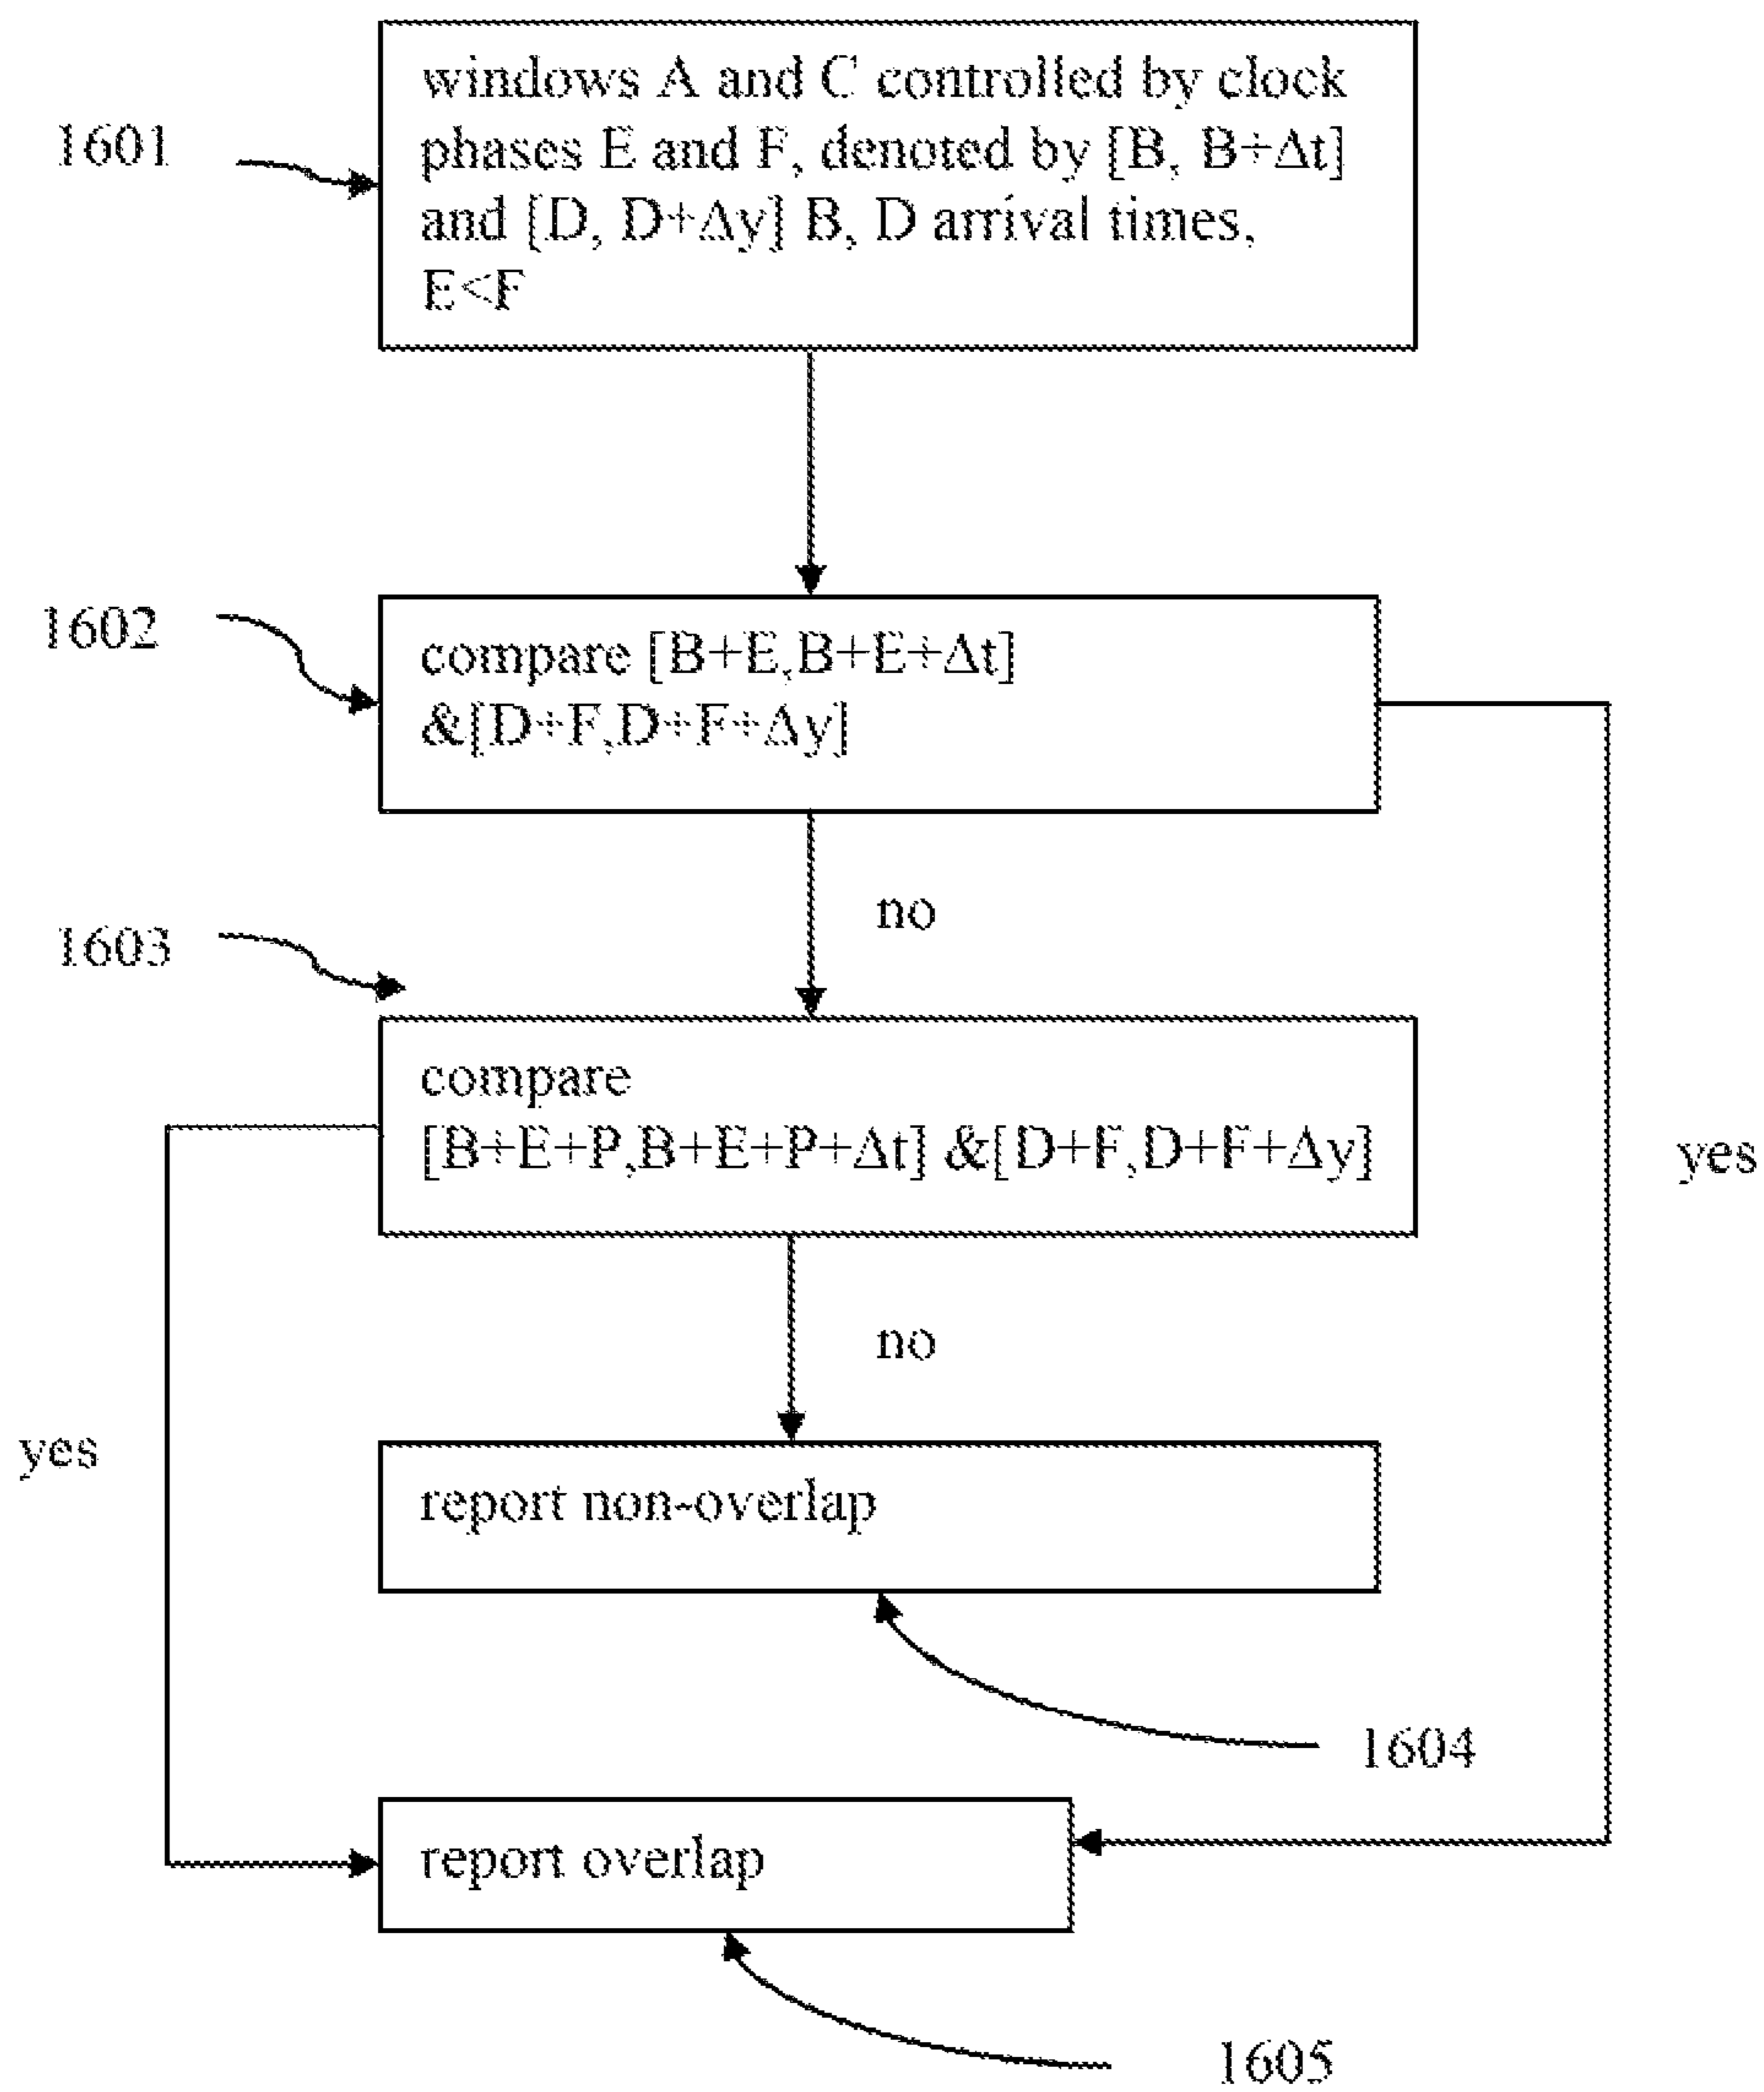 1601
windows A and C controlled by clock
phases E and F, denoted by [B, B+Δt]
and [D, D+Δy] B, D arrival times,
E<F
1602
compare [B+E,B+E+Δt]
&[D+F,D+F+Δy]
no
1603
compare
[B+E+P,B+E+P+Δt] &[D+F,D+F+Δy]
yes
no
yes
report non-overlap
1604
report overlap
1605